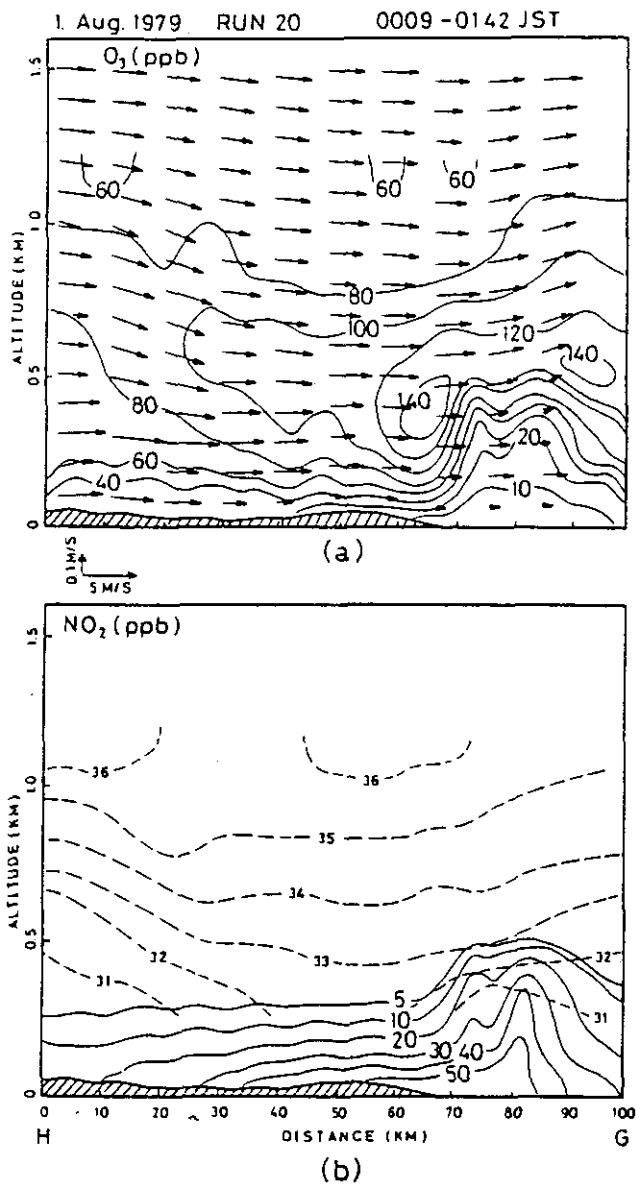 1. Aug. 1979 RUN 20 0009-0142 JST
O₃ (ppb)
1.5
60 60 60
1.0
80
100
120
140
0.5
140
80
60
20
40
10
0
ALTITUDE (KM)
(a)
0.1 M/S
5 M/S
NO₂ (ppb)
1.5
36 36
1.0
35
34
0.5
33 32
32
31
5
31
10
20
30 40
50
0
ALTITUDE (KM)
0 10 20 30 40 50 60 70 80 90 100
H DISTANCE (KM) G
(b)